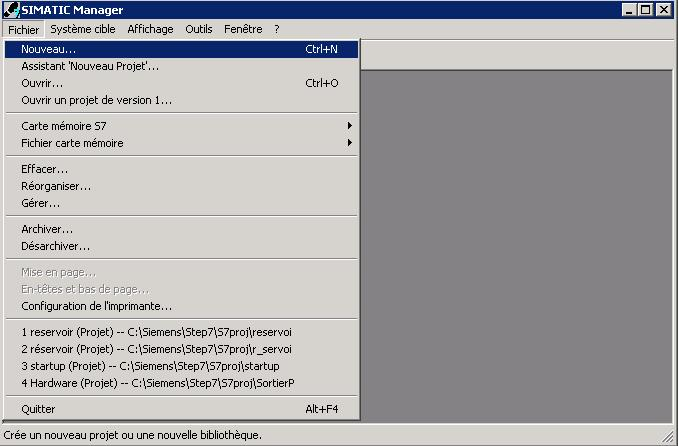 SIMATIC Manager
Fichier Système cible Affichage Outils Fenêtre ?
Nouveau... Ctrl+N
Assistant 'Nouveau Projet'...
Ouvrir... Ctrl+O
Ouvrir un projet de version 1...
Carte mémoire S7
Fichier carte mémoire
Effacer...
Réorganiser...
Gérer...
Archiver...
Désarchiver...
Mise en page...
En-têtes et bas de page...
Configuration de l'imprimante...
1 reservoir (Projet) -- C:\Siemens\Step7\S7proj\reservoi
2 réservoir (Projet) -- C:\Siemens\Step7\S7proj\r_servoi
3 startup (Projet) -- C:\Siemens\Step7\S7proj\startup
4 Hardware (Projet) -- C:\Siemens\Step7\S7proj\SortierP
Quitter Alt+F4
Crée un nouveau projet ou une nouvelle bibliothèque.